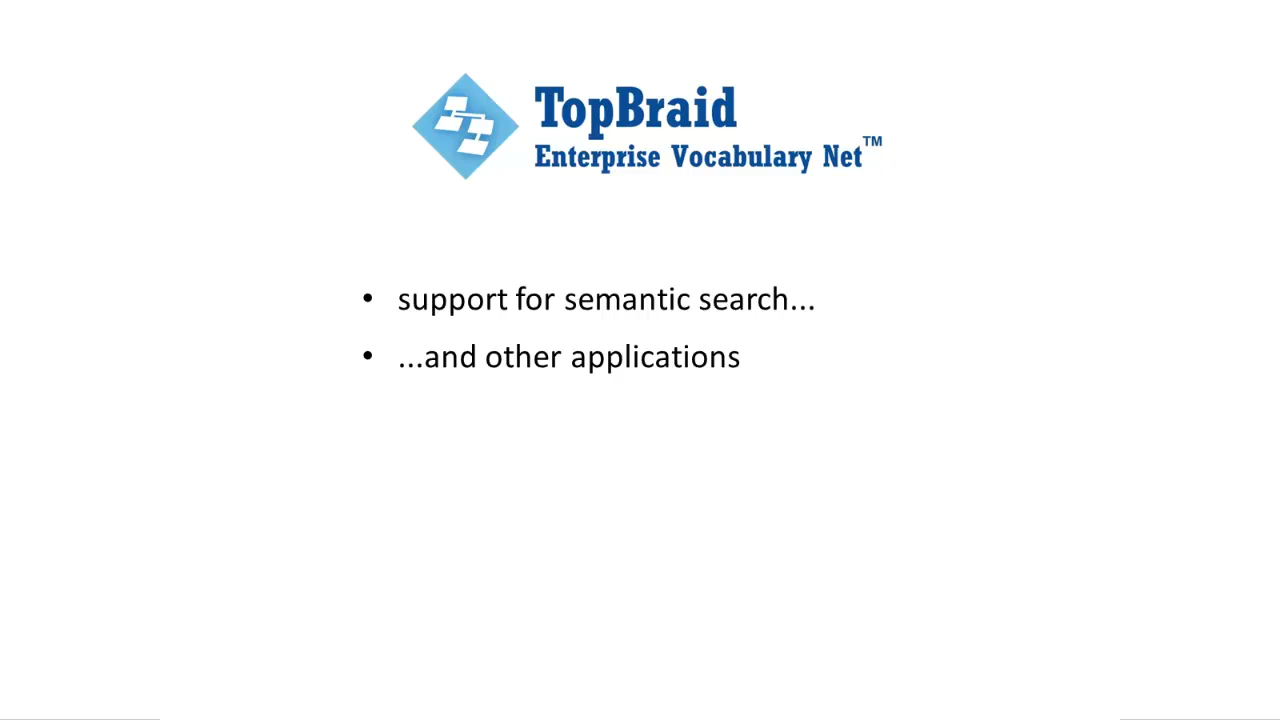 TopBraid
Enterprise Vocabulary Net™
• support for semantic search...
• ...and other applications